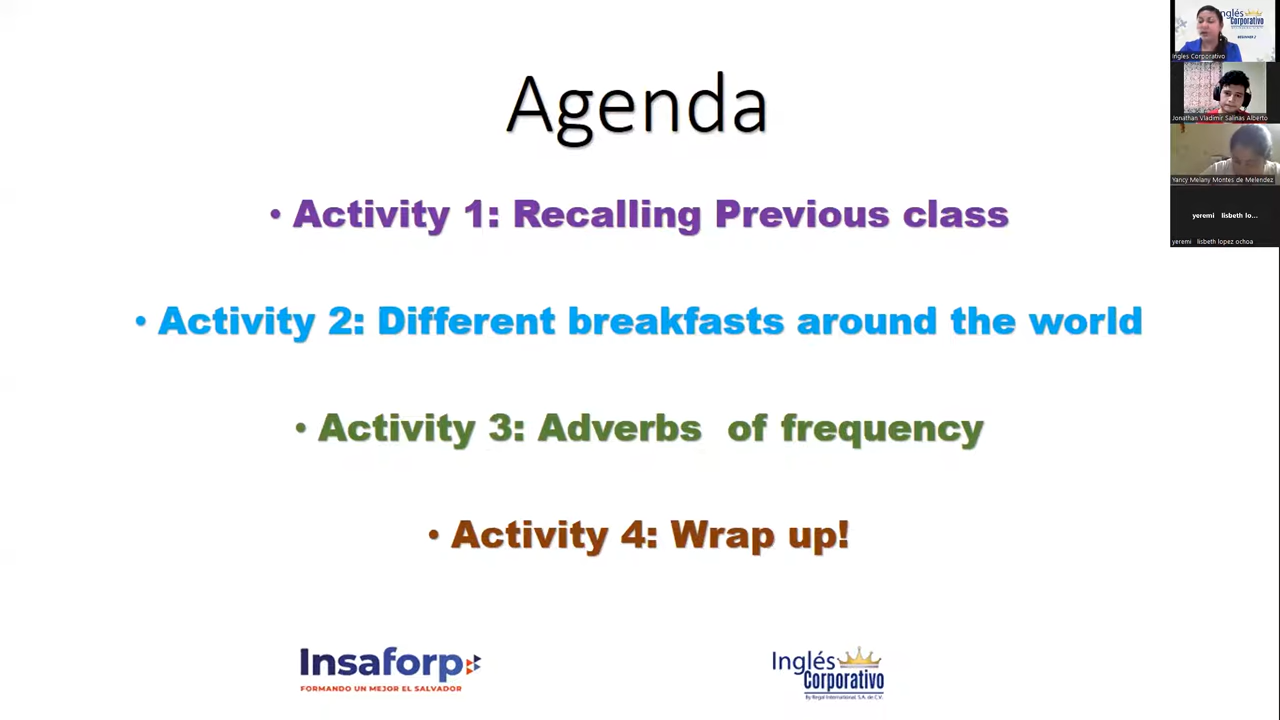 Agenda
• Activity 1: Recalling Previous class
• Activity 2: Different breakfasts around the world
• Activity 3: Adverbs of frequency
• Activity 4: Wrap up!
Insaforp
FORMANDO UN MEJOR EL SALVADOR
Inglés
Corporativo
By Regal International, S.A. de C.V.
Inglés
Corporativo
BEGINNER 2
Ingles Corporativo
Jonathan Vladimir Salinas Alberto
Yancy Melany Montes de Melendez
yeremi lisbeth lo...
yeremi lisbeth lopez ochoa